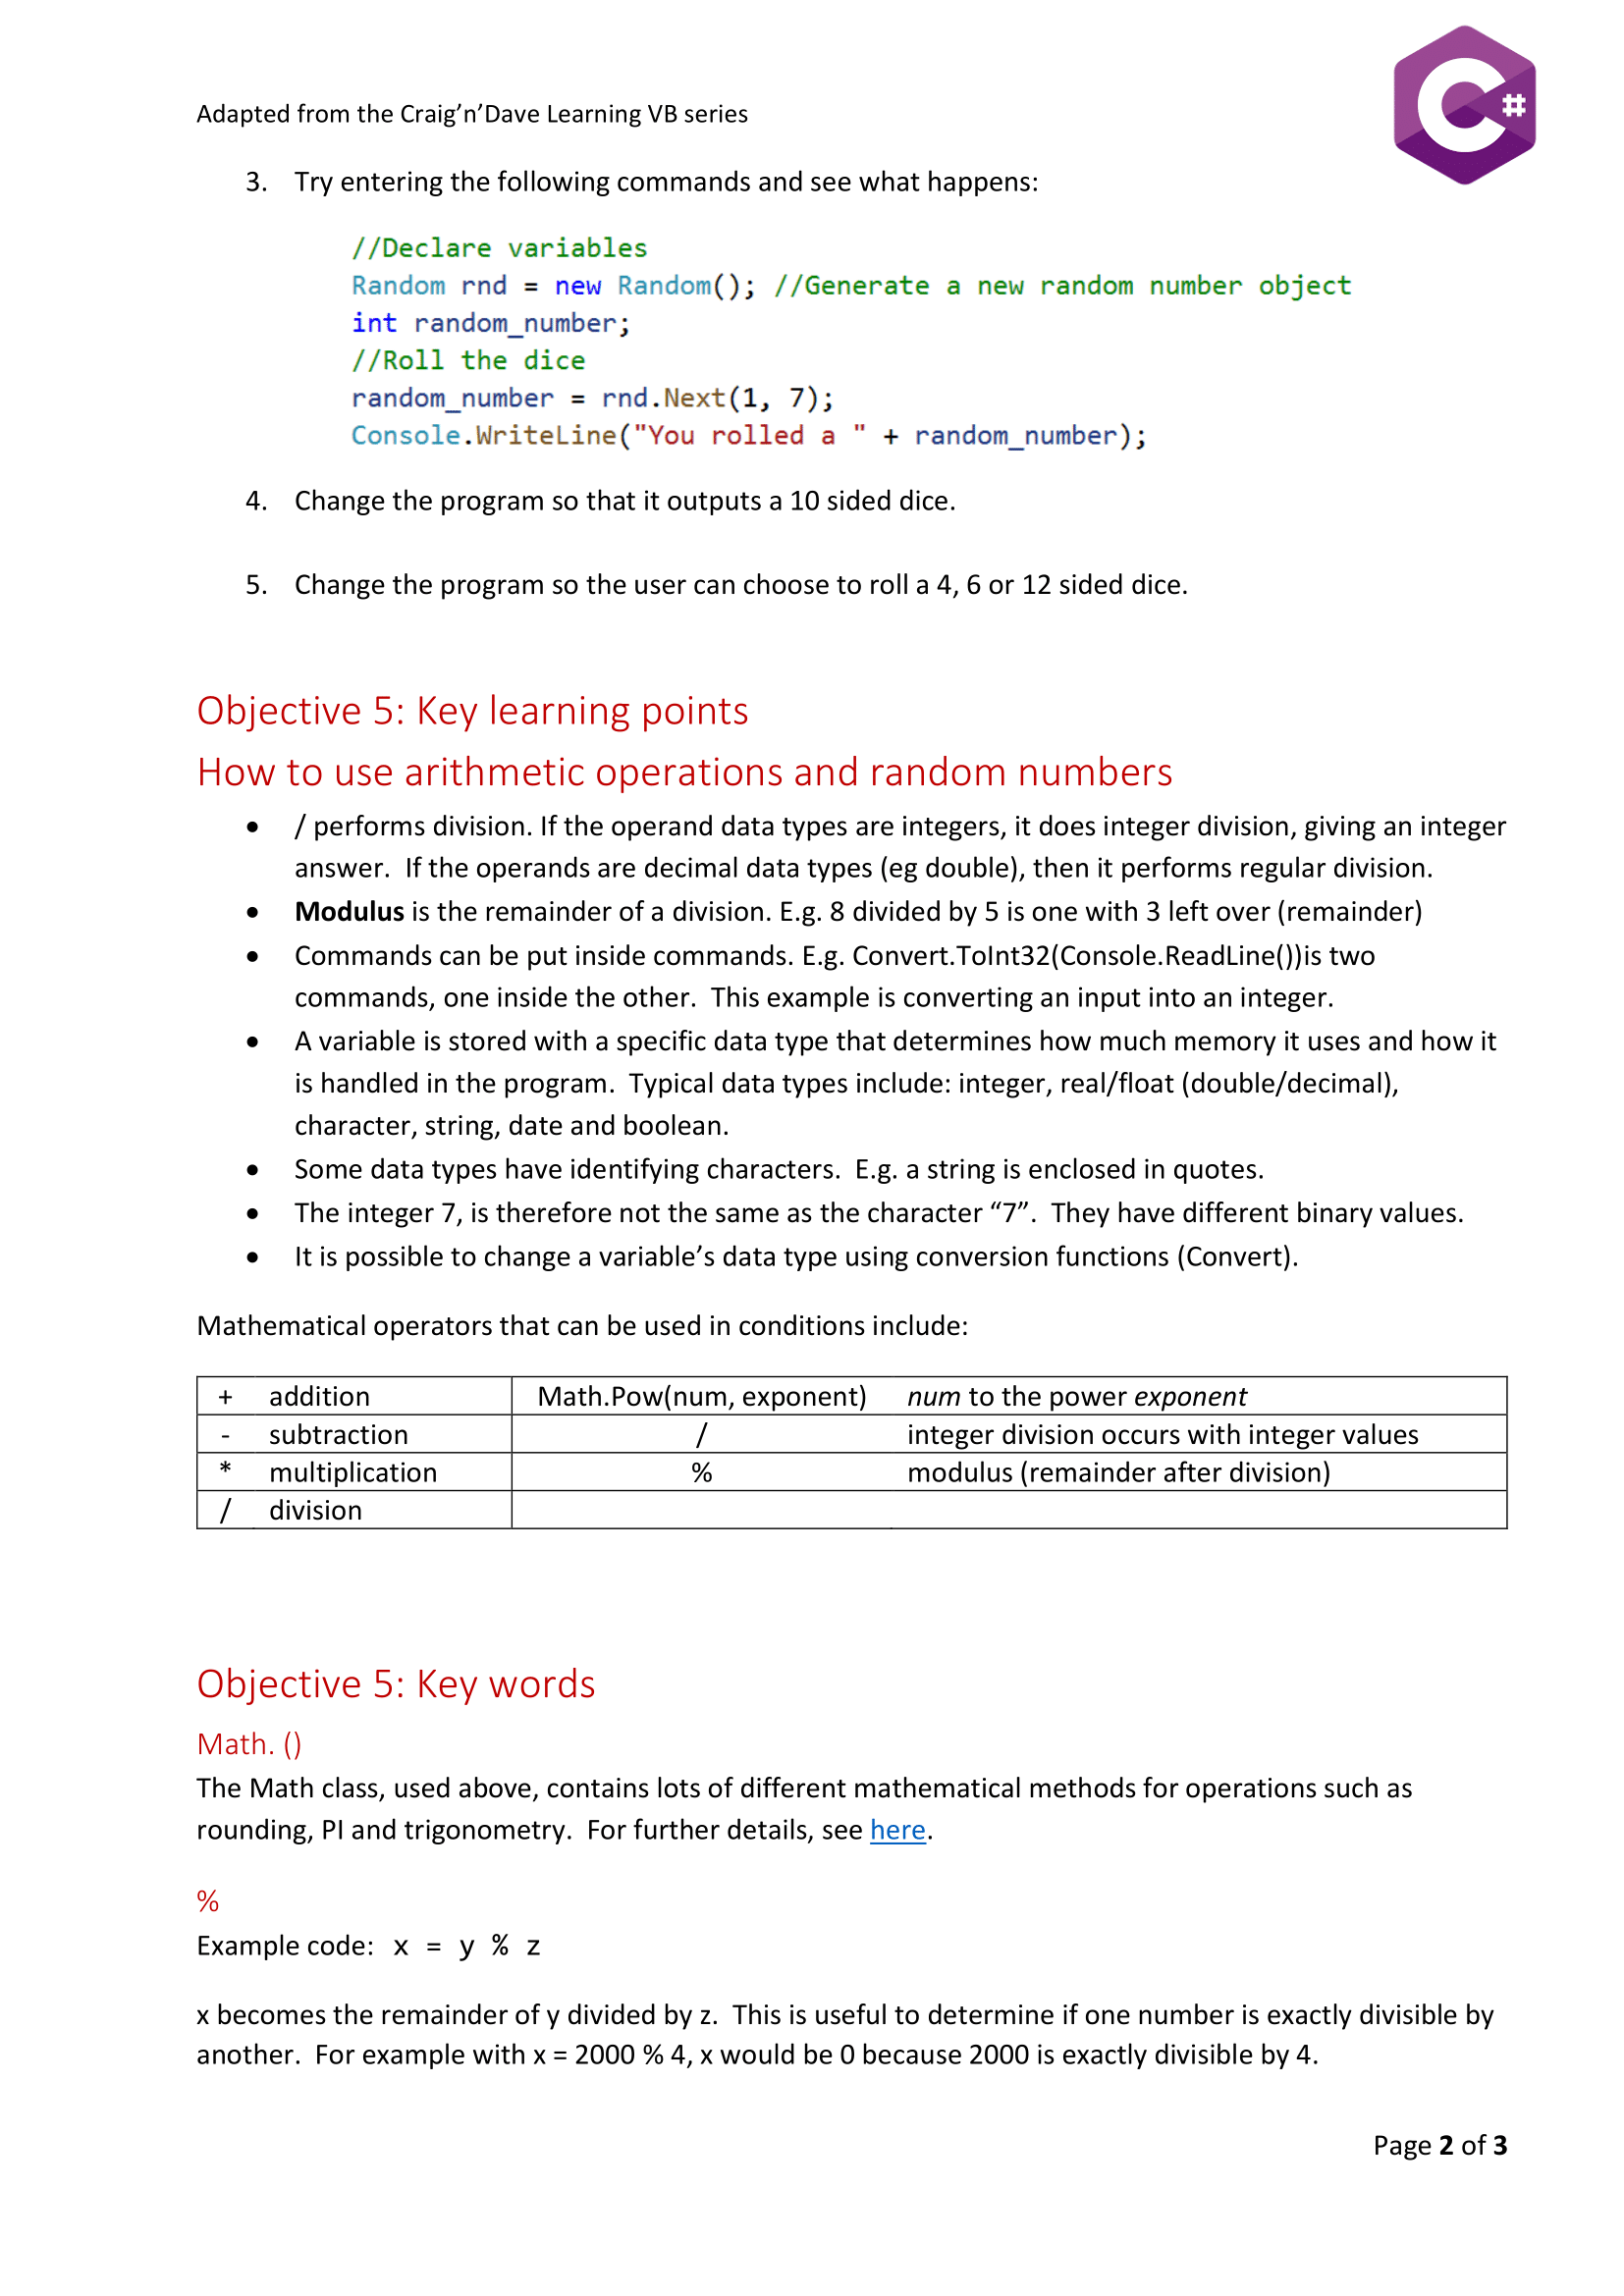 Adapted from the Craig’n’Dave Learning VB series
C#
3. Try entering the following commands and see what happens:
//Declare variables
Random rnd = new Random(); //Generate a new random number object
int random_number;
//Roll the dice
random_number = rnd.Next(1, 7);
Console.WriteLine("You rolled a " + random_number);
4. Change the program so that it outputs a 10 sided dice.
5. Change the program so the user can choose to roll a 4, 6 or 12 sided dice.
Objective 5: Key learning points
How to use arithmetic operations and random numbers
• / performs division. If the operand data types are integers, it does integer division, giving an integer
answer.  If the operands are decimal data types (eg double), then it performs regular division.
• Modulus is the remainder of a division. E.g. 8 divided by 5 is one with 3 left over (remainder)
• Commands can be put inside commands. E.g. Convert.ToInt32(Console.ReadLine())is two
commands, one inside the other.  This example is converting an input into an integer.
• A variable is stored with a specific data type that determines how much memory it uses and how it
is handled in the program.  Typical data types include: integer, real/float (double/decimal),
character, string, date and boolean.
• Some data types have identifying characters.  E.g. a string is enclosed in quotes.
• The integer 7, is therefore not the same as the character “7”.  They have different binary values.
• It is possible to change a variable’s data type using conversion functions (Convert).
Mathematical operators that can be used in conditions include:
+ addition Math.Pow(num, exponent) num to the power exponent
- subtraction / integer division occurs with integer values
* multiplication % modulus (remainder after division)
/ division
Objective 5: Key words
Math. ()
The Math class, used above, contains lots of different mathematical methods for operations such as
rounding, PI and trigonometry.  For further details, see here.
%
Example code: x = y % z
x becomes the remainder of y divided by z.  This is useful to determine if one number is exactly divisible by
another.  For example with x = 2000 % 4, x would be 0 because 2000 is exactly divisible by 4.
Page 2 of 3